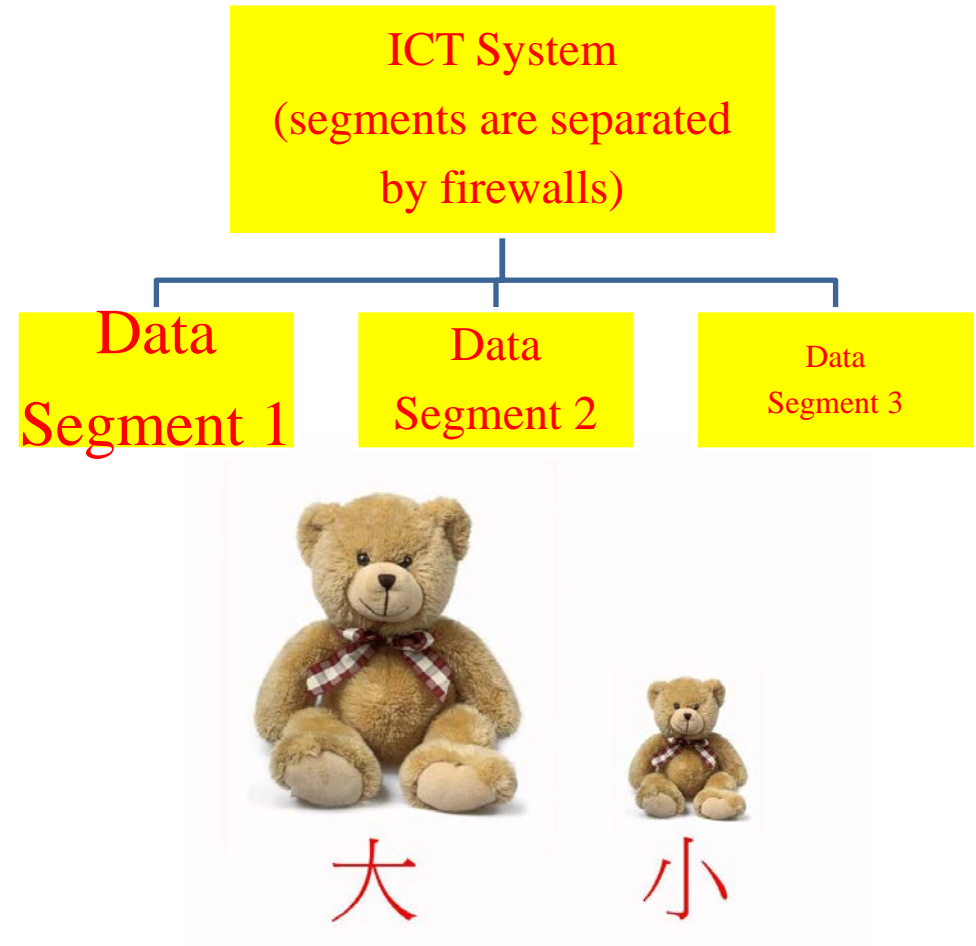 ICT System
(segments are separated
by firewalls)
Data
Segment 1
Data
Segment 2
Data
Segment 3
大
小